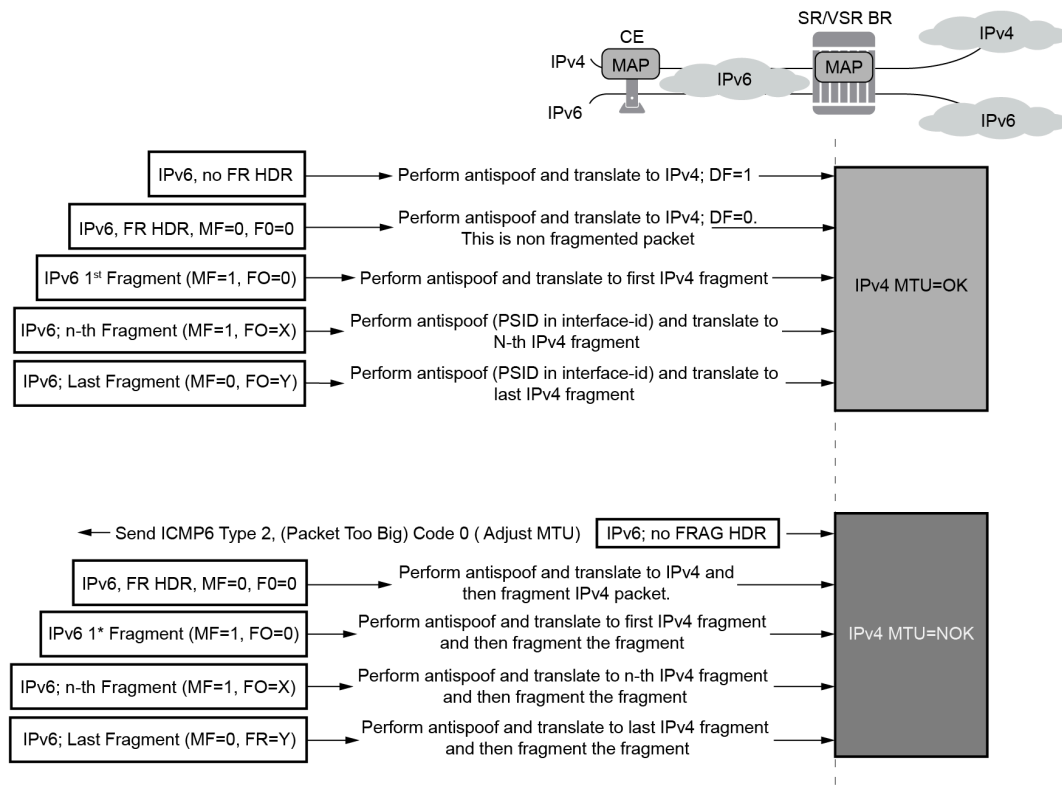 SR/VSR BR
CE
IPv4
MAP
IPv6
MAP
IPv4
IPv6
IPv6
IPv6, no FR HDR
Perform antispoof and translate to IPv4; DF=1
IPv6, FR HDR, MF=0, F0=0
Perform antispoof and translate to IPv4; DF=0.
This is non fragmented packet
IPv6 1st Fragment (MF=1, FO=0)
Perform antispoof and translate to first IPv4 fragment
IPv4 MTU=OK
IPv6; n-th Fragment (MF=1, FO=X)
Perform antispoof (PSID in interface-id) and translate to
N-th IPv4 fragment
IPv6; Last Fragment (MF=0, FO=Y)
Perform antispoof (PSID in interface-id) and translate to
last IPv4 fragment
Send ICMP6 Type 2, (Packet Too Big) Code 0 ( Adjust MTU)
IPv6; no FRAG HDR
IPv6, FR HDR, MF=0, F0=0
Perform antispoof and translate to IPv4 and
then fragment IPv4 packet.
IPv6 1* Fragment (MF=1, FO=0)
Perform antispoof and translate to first IPv4 fragment
and then fragment the fragment
IPv4 MTU=NOK
IPv6; n-th Fragment (MF=1, FO=X)
Perform antispoof and translate to n-th IPv4 fragment
and then fragment the fragment
IPv6; Last Fragment (MF=0, FR=Y)
Perform antispoof and translate to last IPv4 fragment
and then fragment the fragment